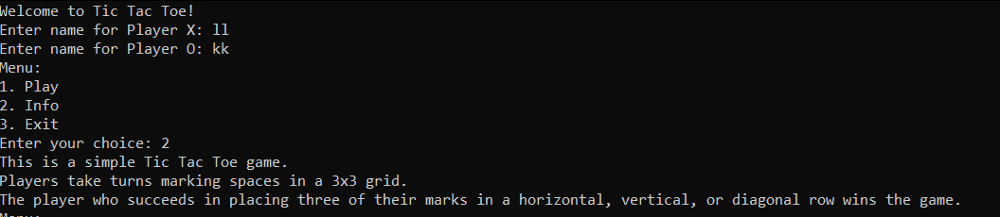 Welcome to Tic Tac Toe!
Enter name for Player X: ll
Enter name for Player O: kk
Menu:
1. Play
2. Info
3. Exit
Enter your choice: 2
This is a simple Tic Tac Toe game.
Players take turns marking spaces in a 3x3 grid.
The player who succeeds in placing three of their marks in a horizontal, vertical, or diagonal row wins the game.
Menu: